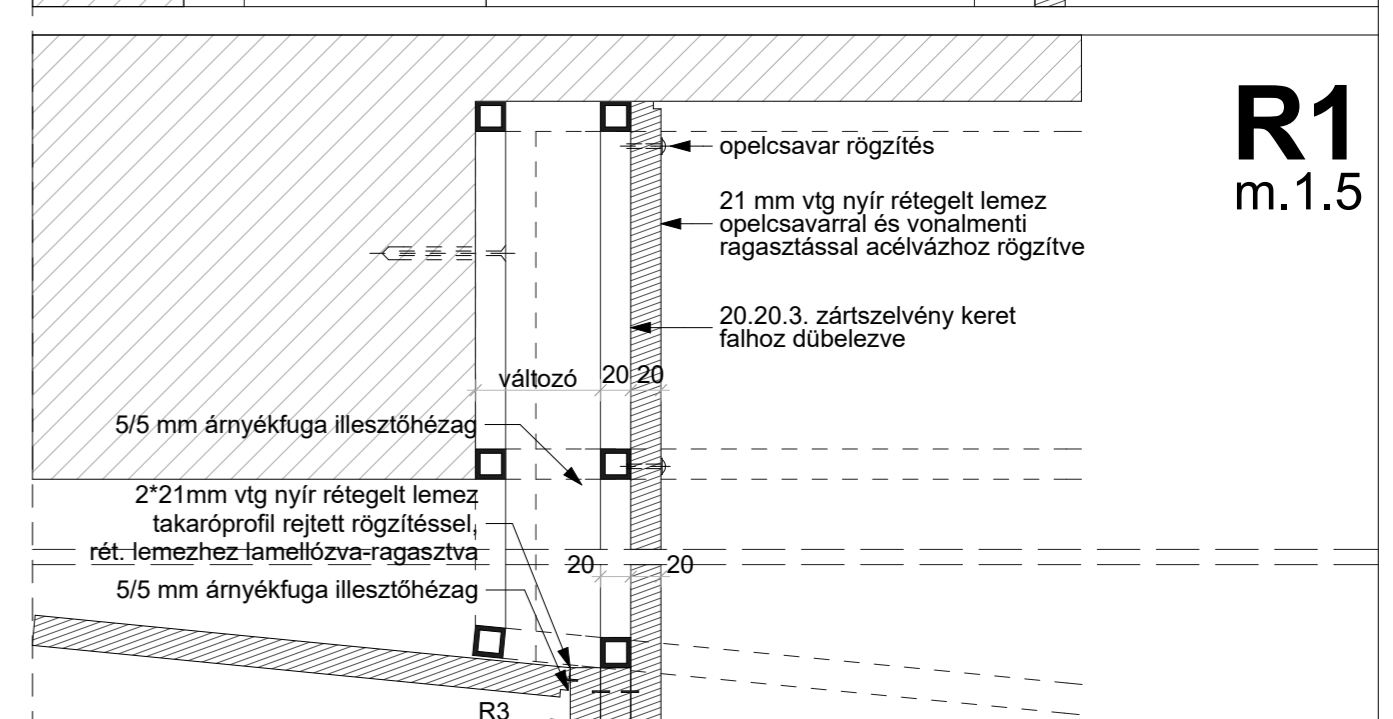 R1
m.1.5
opelcsavar rögzítés
21 mm vtg nyír rétegelt lemez
opelcsavarral és vonalmenti
ragasztással acélvázhoz rögzítve
20.20.3. zártszelvény keret
falhoz dübelezve
változó
20
20
5/5 mm árnyékfuga illesztőhézag
2*21mm vtg nyír rétegelt lemez
takaróprofil rejtett rögzítéssel,
rét. lemezhez lamellózva-ragasztva
20
20
5/5 mm árnyékfuga illesztőhézag
R3